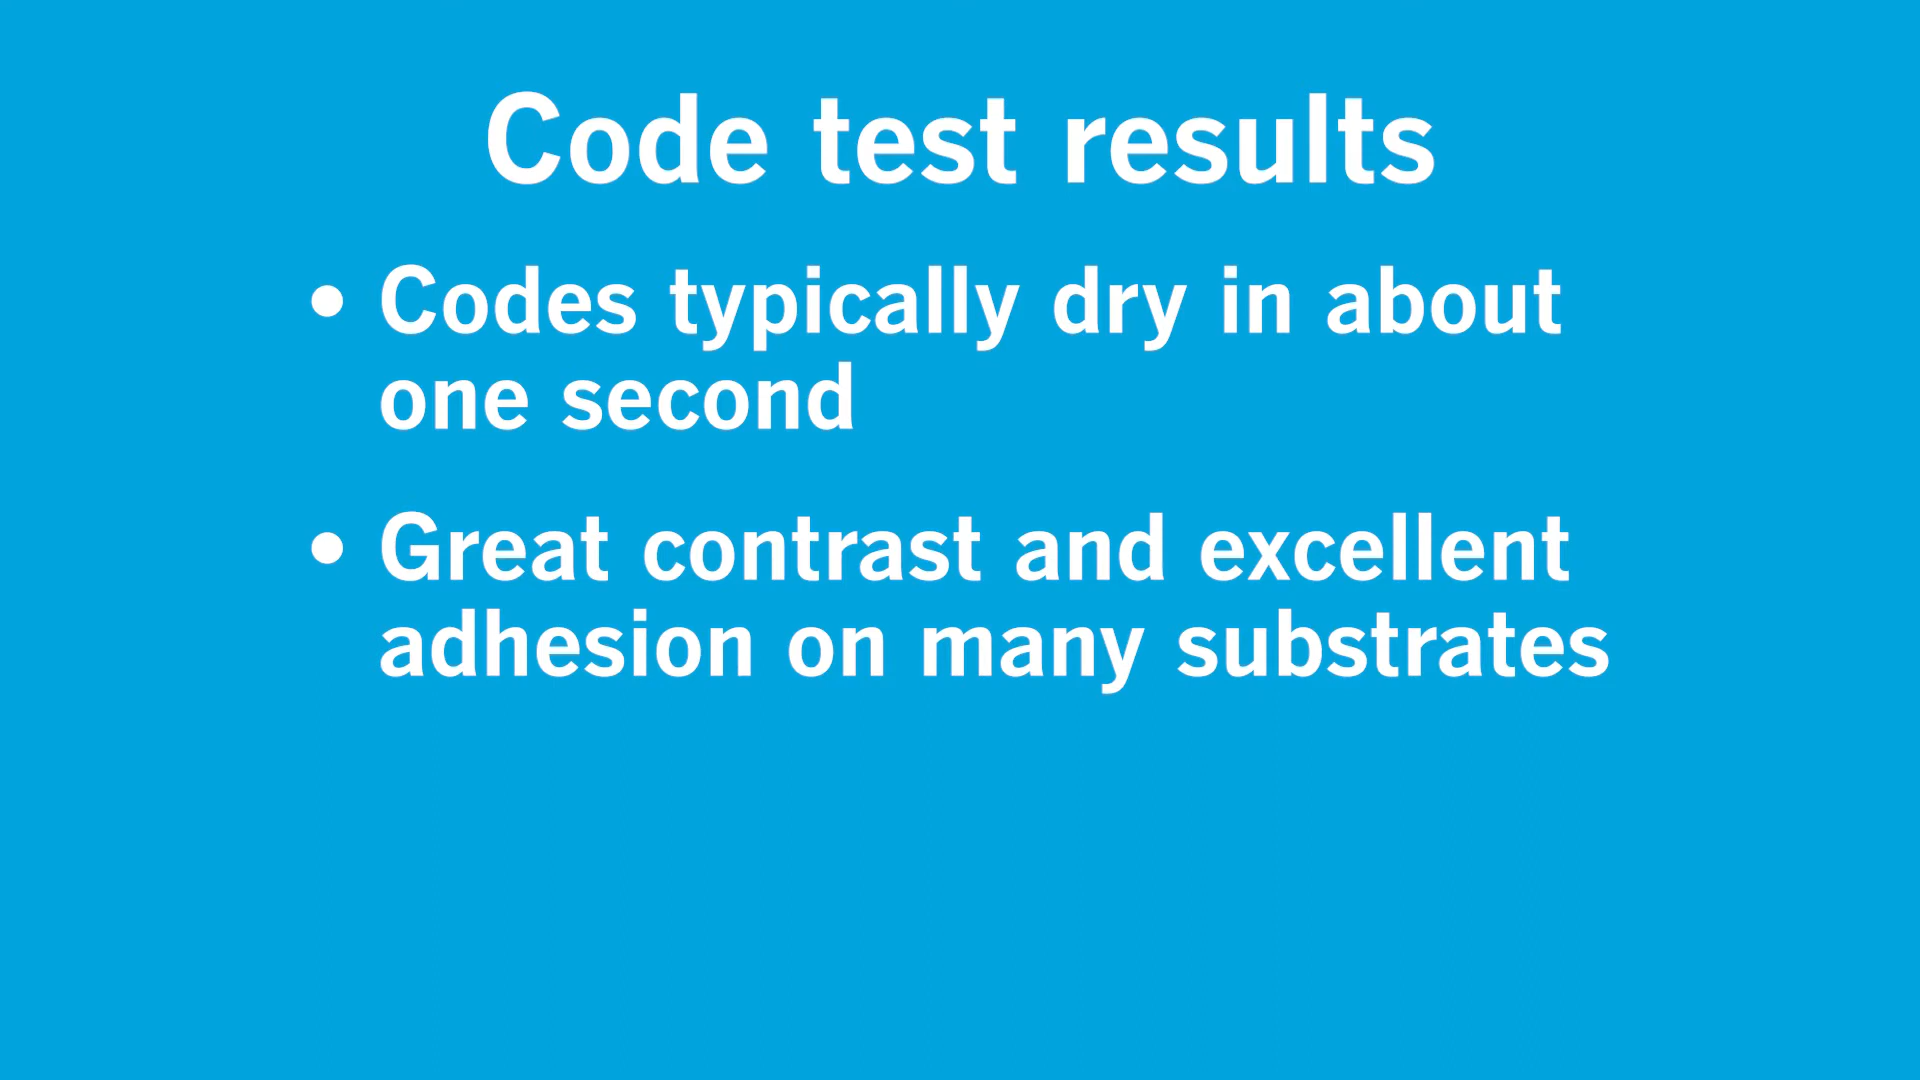 Code test results
• Codes typically dry in about
one second
• Great contrast and excellent
adhesion on many substrates